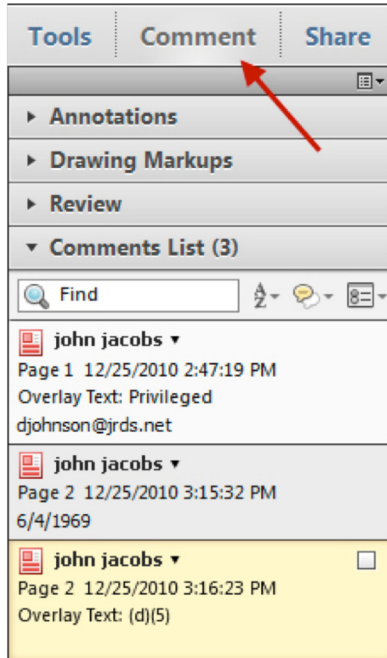 Tools Comment Share
Annotations
Drawing Markups
Review
Comments List (3)
Find
john jacobs
Page 1 12/25/2010 2:47:19 PM
Overlay Text: Privileged
djohnson@jrds.net
john jacobs
Page 2 12/25/2010 3:15:32 PM
6/4/1969
john jacobs
Page 2 12/25/2010 3:16:23 PM
Overlay Text: (d)(5)